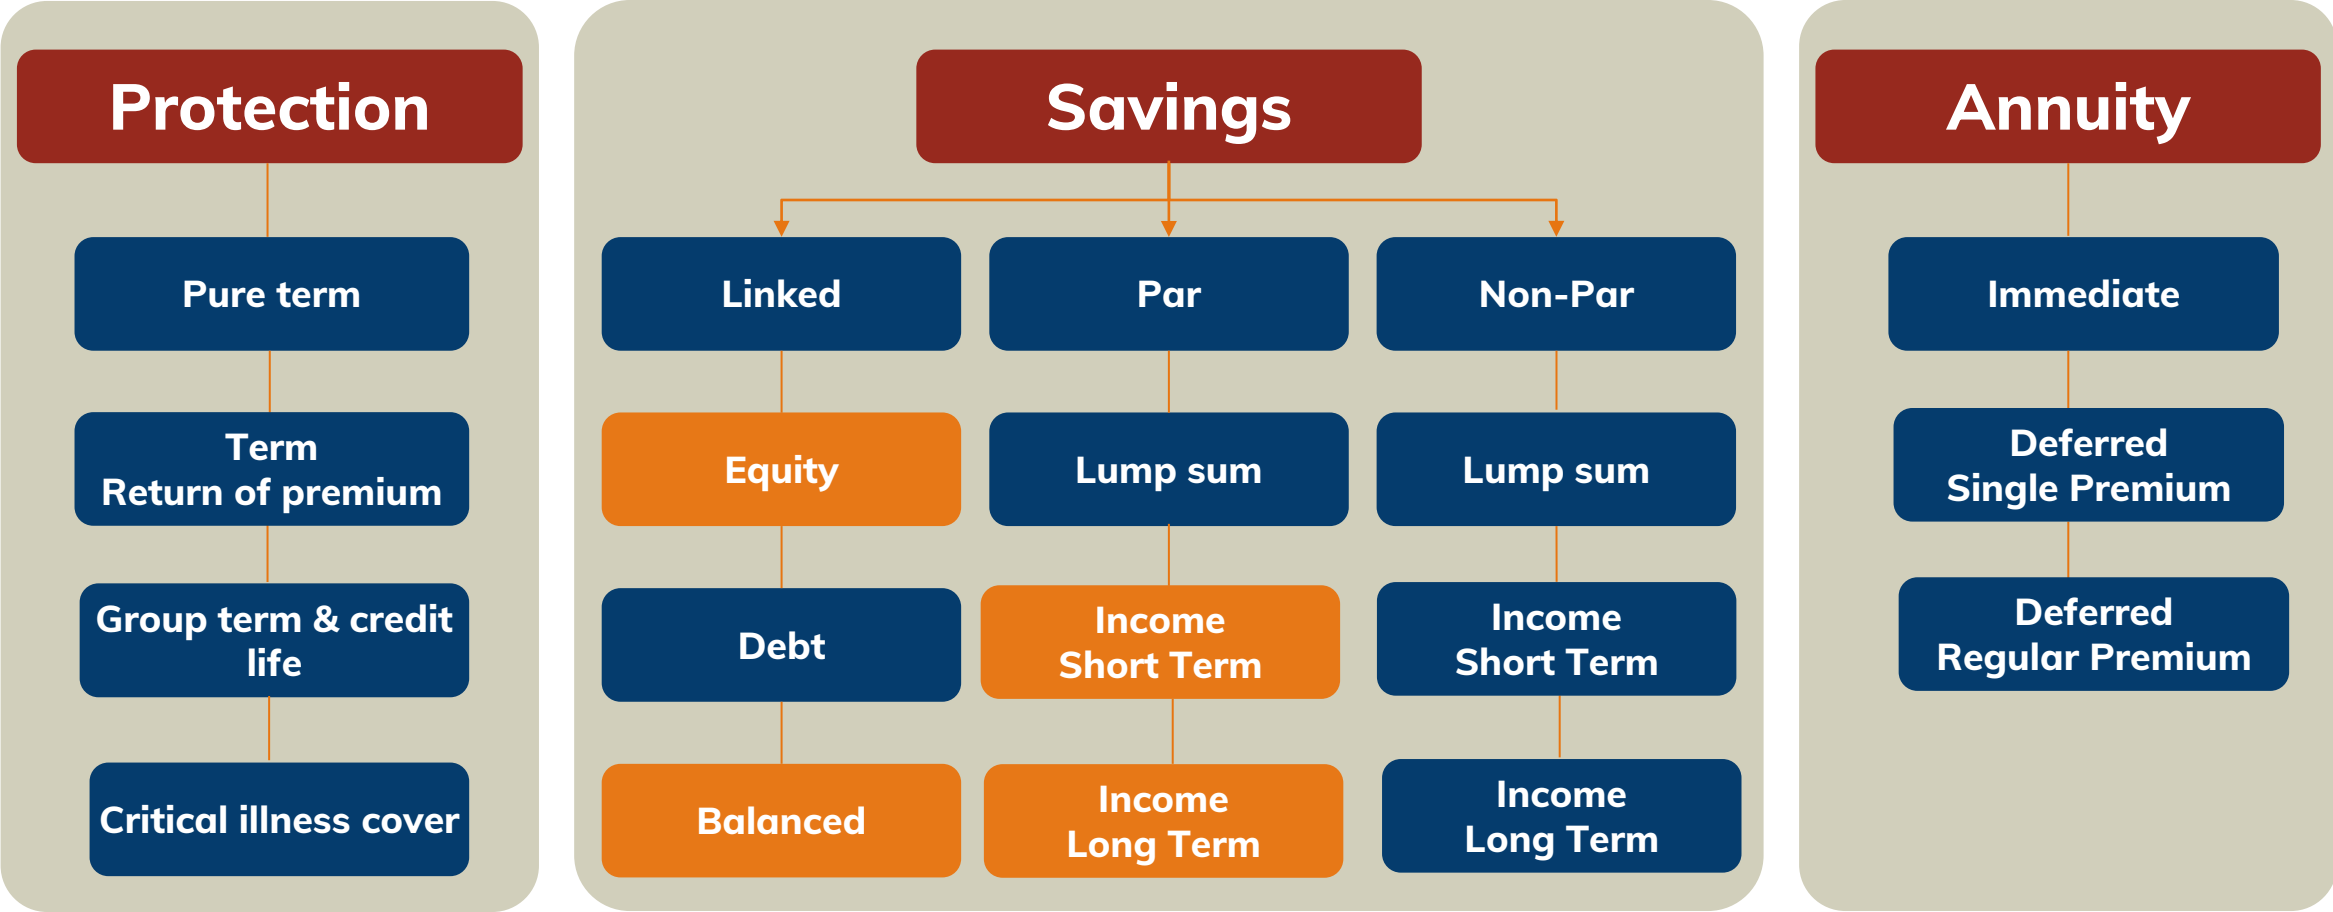 Protection
Pure term
Term
Return of premium
Group term & credit
life
Critical illness cover
Savings
Linked
Equity
Debt
Balanced
Par
Lump sum
Income
Short Term
Income
Long Term
Non-Par
Lump sum
Income
Short Term
Income
Long Term
Annuity
Immediate
Deferred
Single Premium
Deferred
Regular Premium